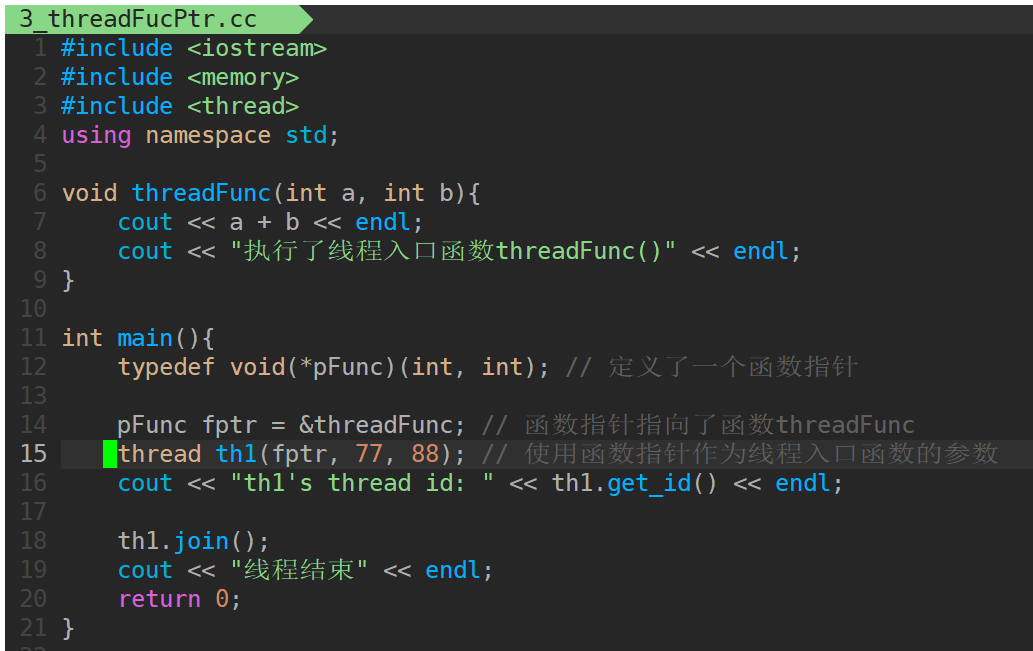 3_threadFucPtr.cc
1 #include <iostream>
2 #include <memory>
3 #include <thread>
4 using namespace std;
5
6 void threadFunc(int a, int b){
7     cout << a + b << endl;
8     cout << "执行了线程入口函数threadFunc()" << endl;
9 }
10
11 int main(){
12     typedef void(*pFunc)(int, int); // 定义了一个函数指针
13
14     pFunc fptr = &threadFunc; // 函数指针指向了函数threadFunc
15     thread th1(fptr, 77, 88); // 使用函数指针作为线程入口函数的参数
16     cout << "th1's thread id: " << th1.get_id() << endl;
17
18     th1.join();
19     cout << "线程结束" << endl;
20     return 0;
21 }